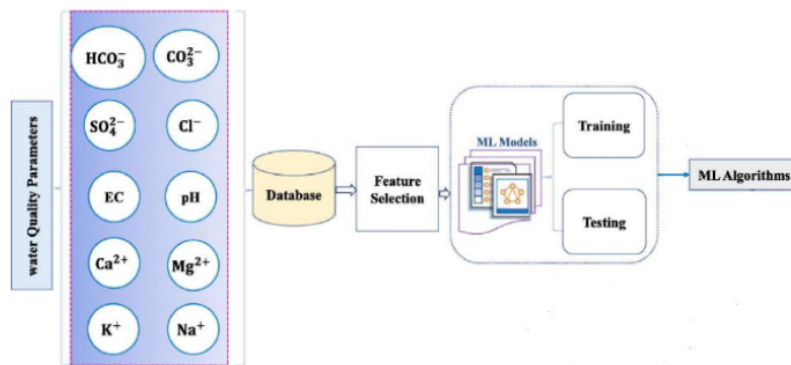 water Quality Parameters
HCO₃⁻
CO₃²⁻
SO₄²⁻
Cl⁻
EC
pH
Ca²⁺
Mg²⁺
K⁺
Na⁺
Database
Feature
Selection
ML Models
Training
Testing
ML Algorithms